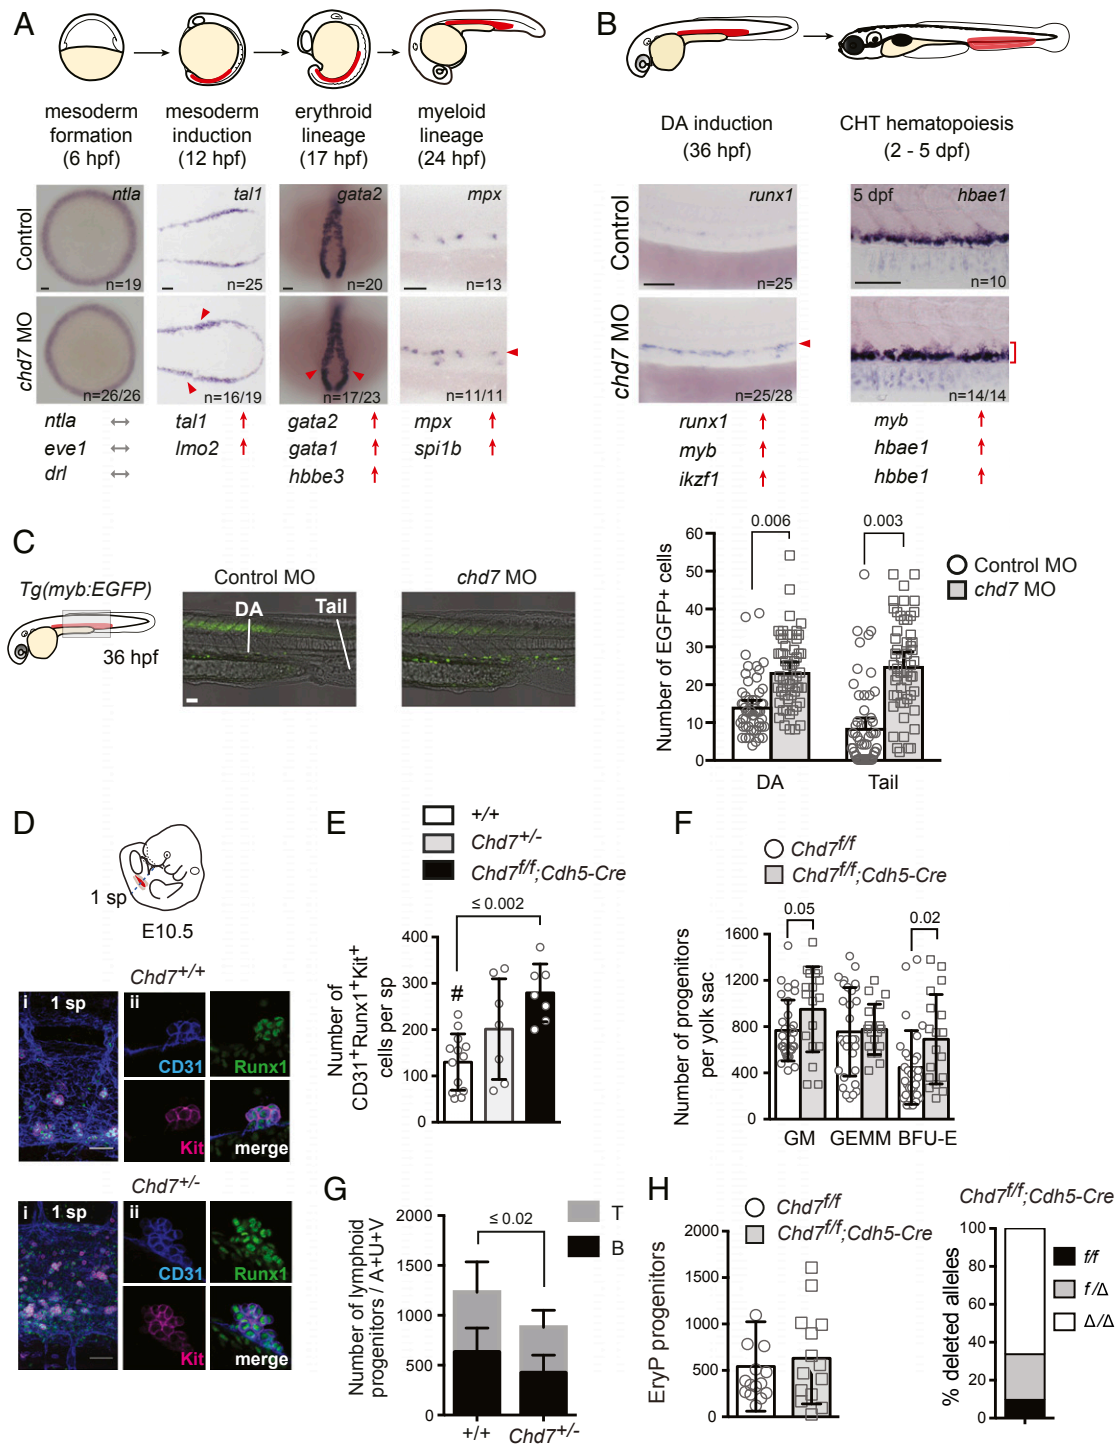 A
mesoderm formation (6 hpf)
mesoderm induction (12 hpf)
erythroid lineage (17 hpf)
myeloid lineage (24 hpf)
Control
ntla
n=19
tal1
n=25
gata2
n=20
mpx
n=13
chd7 MO
n=26/26
n=16/19
n=17/23
n=11/11
ntla ↔
eve1 ↔
drl ↔
tal1 ↑
lmo2 ↑
gata2 ↑
gata1 ↑
hbbe3 ↑
mpx ↑
spi1b ↑
B
DA induction (36 hpf)
CHT hematopoiesis (2 - 5 dpf)
Control
runx1
n=25
5 dpf
hbae1
n=10
chd7 MO
n=25/28
n=14/14
runx1 ↑
myb ↑
ikzf1 ↑
myb ↑
hbae1 ↑
hbbe1 ↑
C
Tg(myb:EGFP)
36 hpf
Control MO
DA
Tail
chd7 MO
Number of EGFP+ cells
60
50
40
30
20
10
0
0.006
0.003
DA
Tail
Control MO
chd7 MO
D
1 sp
E10.5
Chd7+/+
i
1 sp
ii
CD31
Runx1
Kit
merge
Chd7+/-
i
1 sp
ii
CD31
Runx1
Kit
merge
E
+/+
Chd7+/-
Chd7f/f;Cdh5-Cre
≤ 0.002
Number of CD31+Runx1+Kit+ cells per sp
400
300
200
100
0
#
F
Chd7f/f
Chd7f/f;Cdh5-Cre
0.05
0.02
Number of progenitors per yolk sac
1600
1200
800
400
0
GM
GEMM
BFU-E
G
Number of lymphoid progenitors / A+U+V
2000
1500
1000
500
0
≤ 0.02
T
B
+/+
Chd7+/-
H
Chd7f/f
Chd7f/f;Cdh5-Cre
EryP progenitors
2000
1500
1000
500
0
Chd7f/f;Cdh5-Cre
% deleted alleles
100
80
60
40
20
0
f/f
f/Δ
Δ/Δ